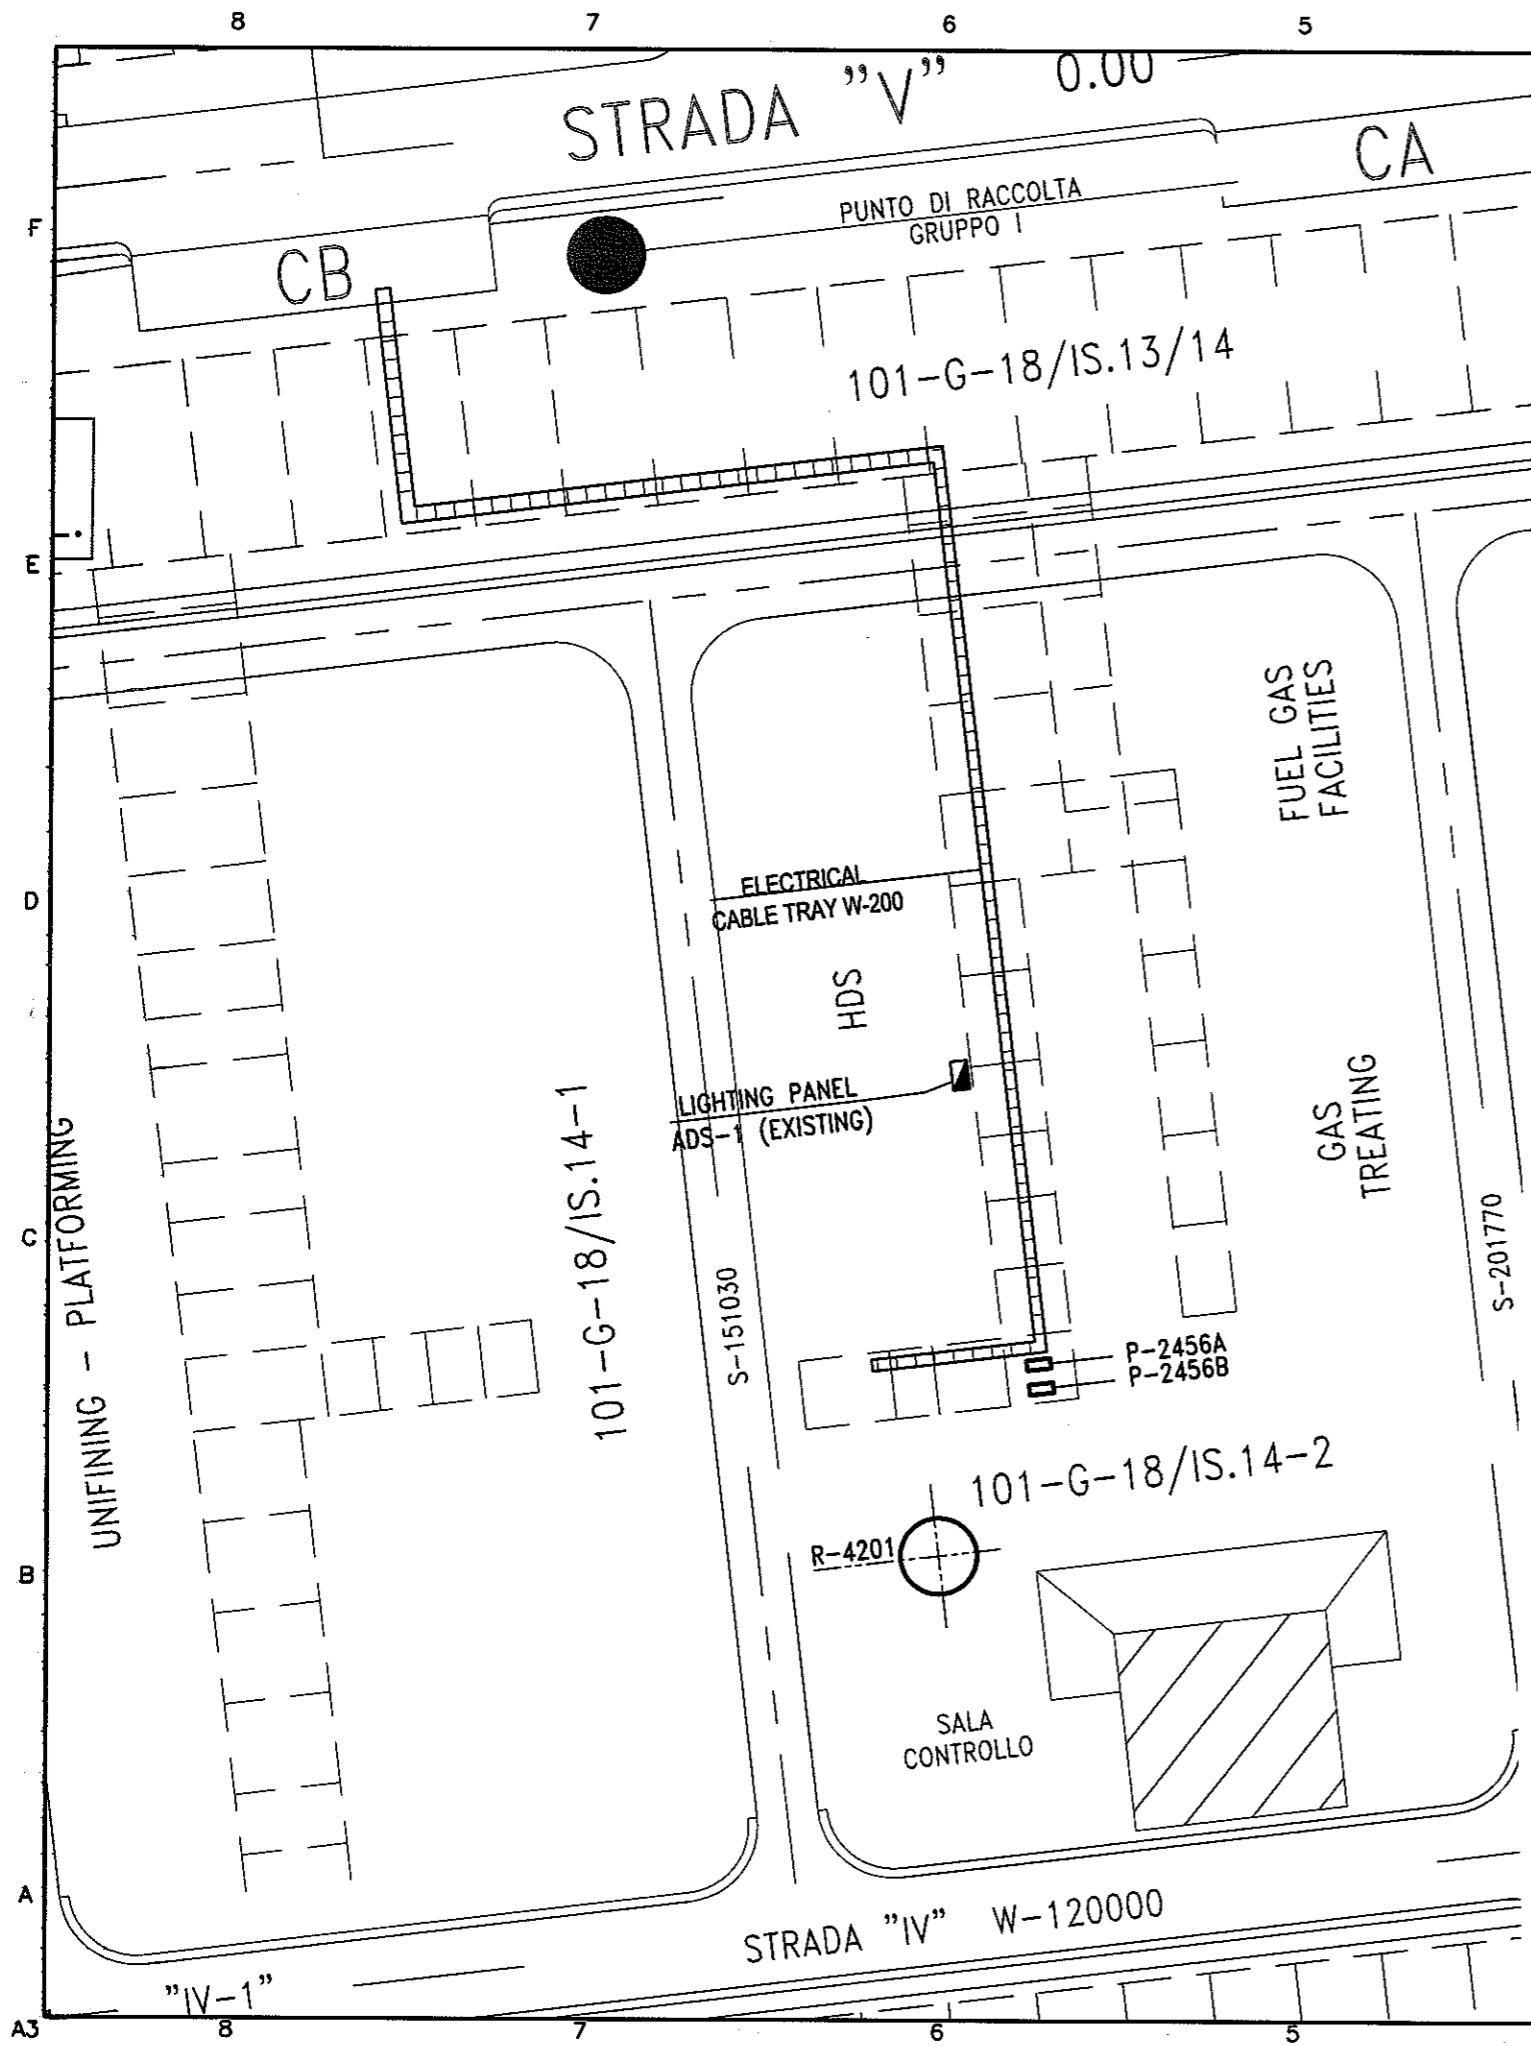 8 7 6 5
STRADA "V" 0.00
CA
PUNTO DI RACCOLTA
GRUPPO I
F
CB
101-G-18/IS.13/14
E
FUEL GAS
FACILITIES
ELECTRICAL
CABLE TRAY W-200
D
HDS
LIGHTING PANEL
ADS-1 (EXISTING)
GAS
TREATING
UNIFINING - PLATFORMING
101-G-18/IS.14-1
C
S-151030
S-201770
P-2456A
P-2456B
101-G-18/IS.14-2
R-4201
B
SALA
CONTROLLO
A
STRADA "IV" W-120000
"IV-1"
A3 8 7 6 5